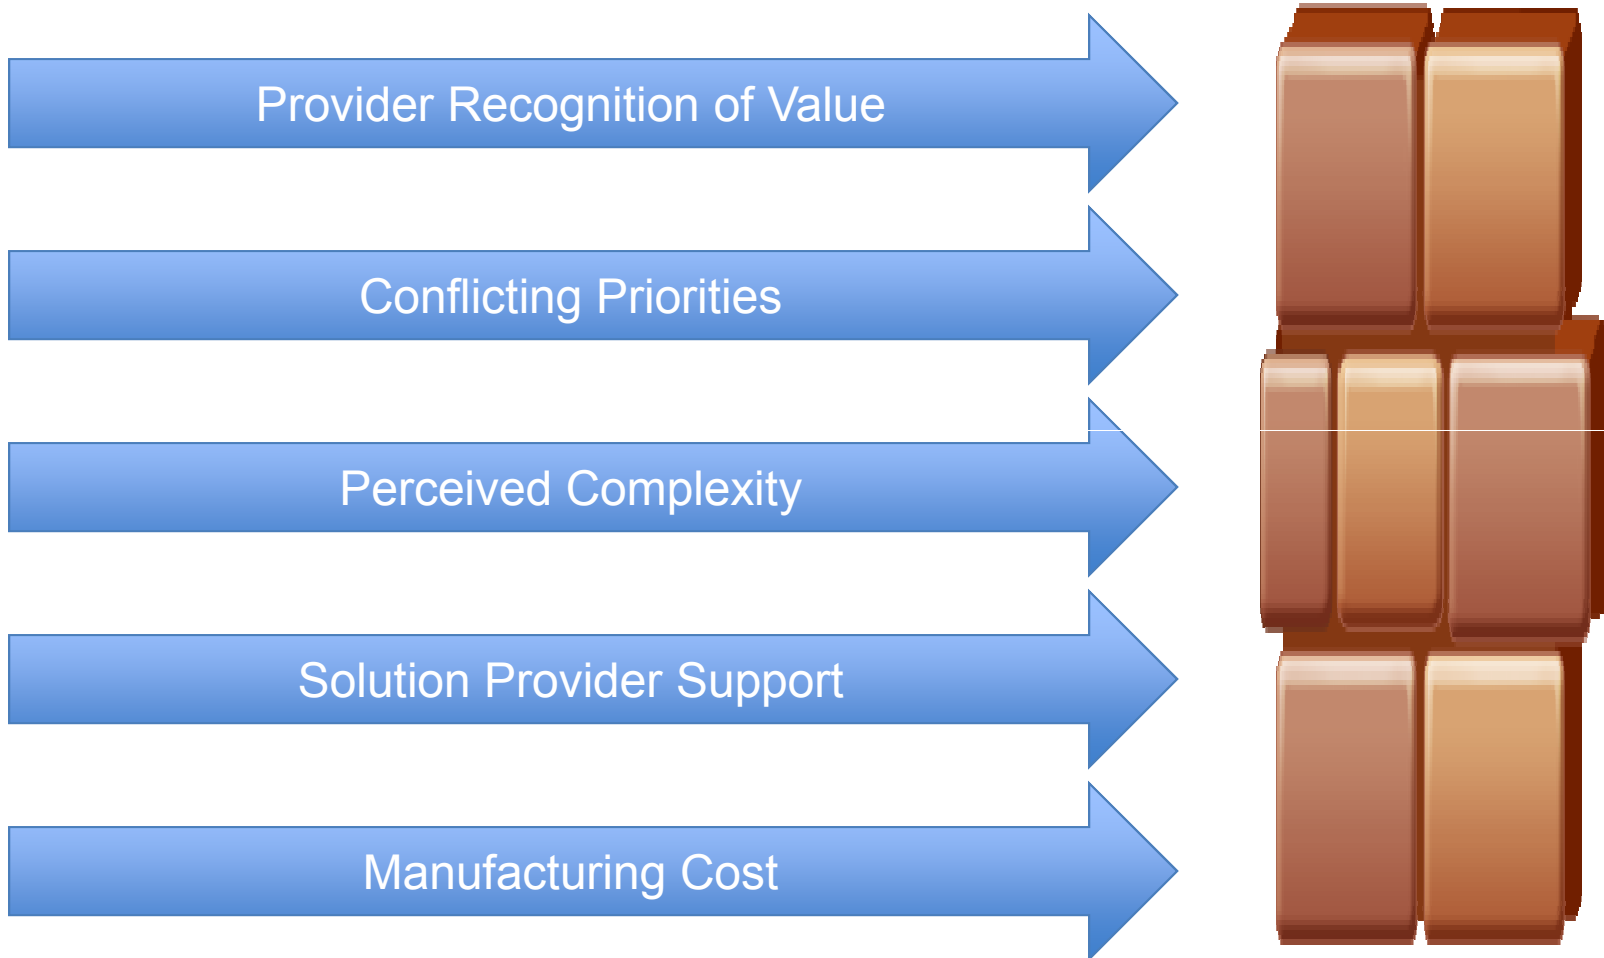 Provider Recognition of Value
Conflicting Priorities
Perceived Complexity
Solution Provider Support
Manufacturing Cost